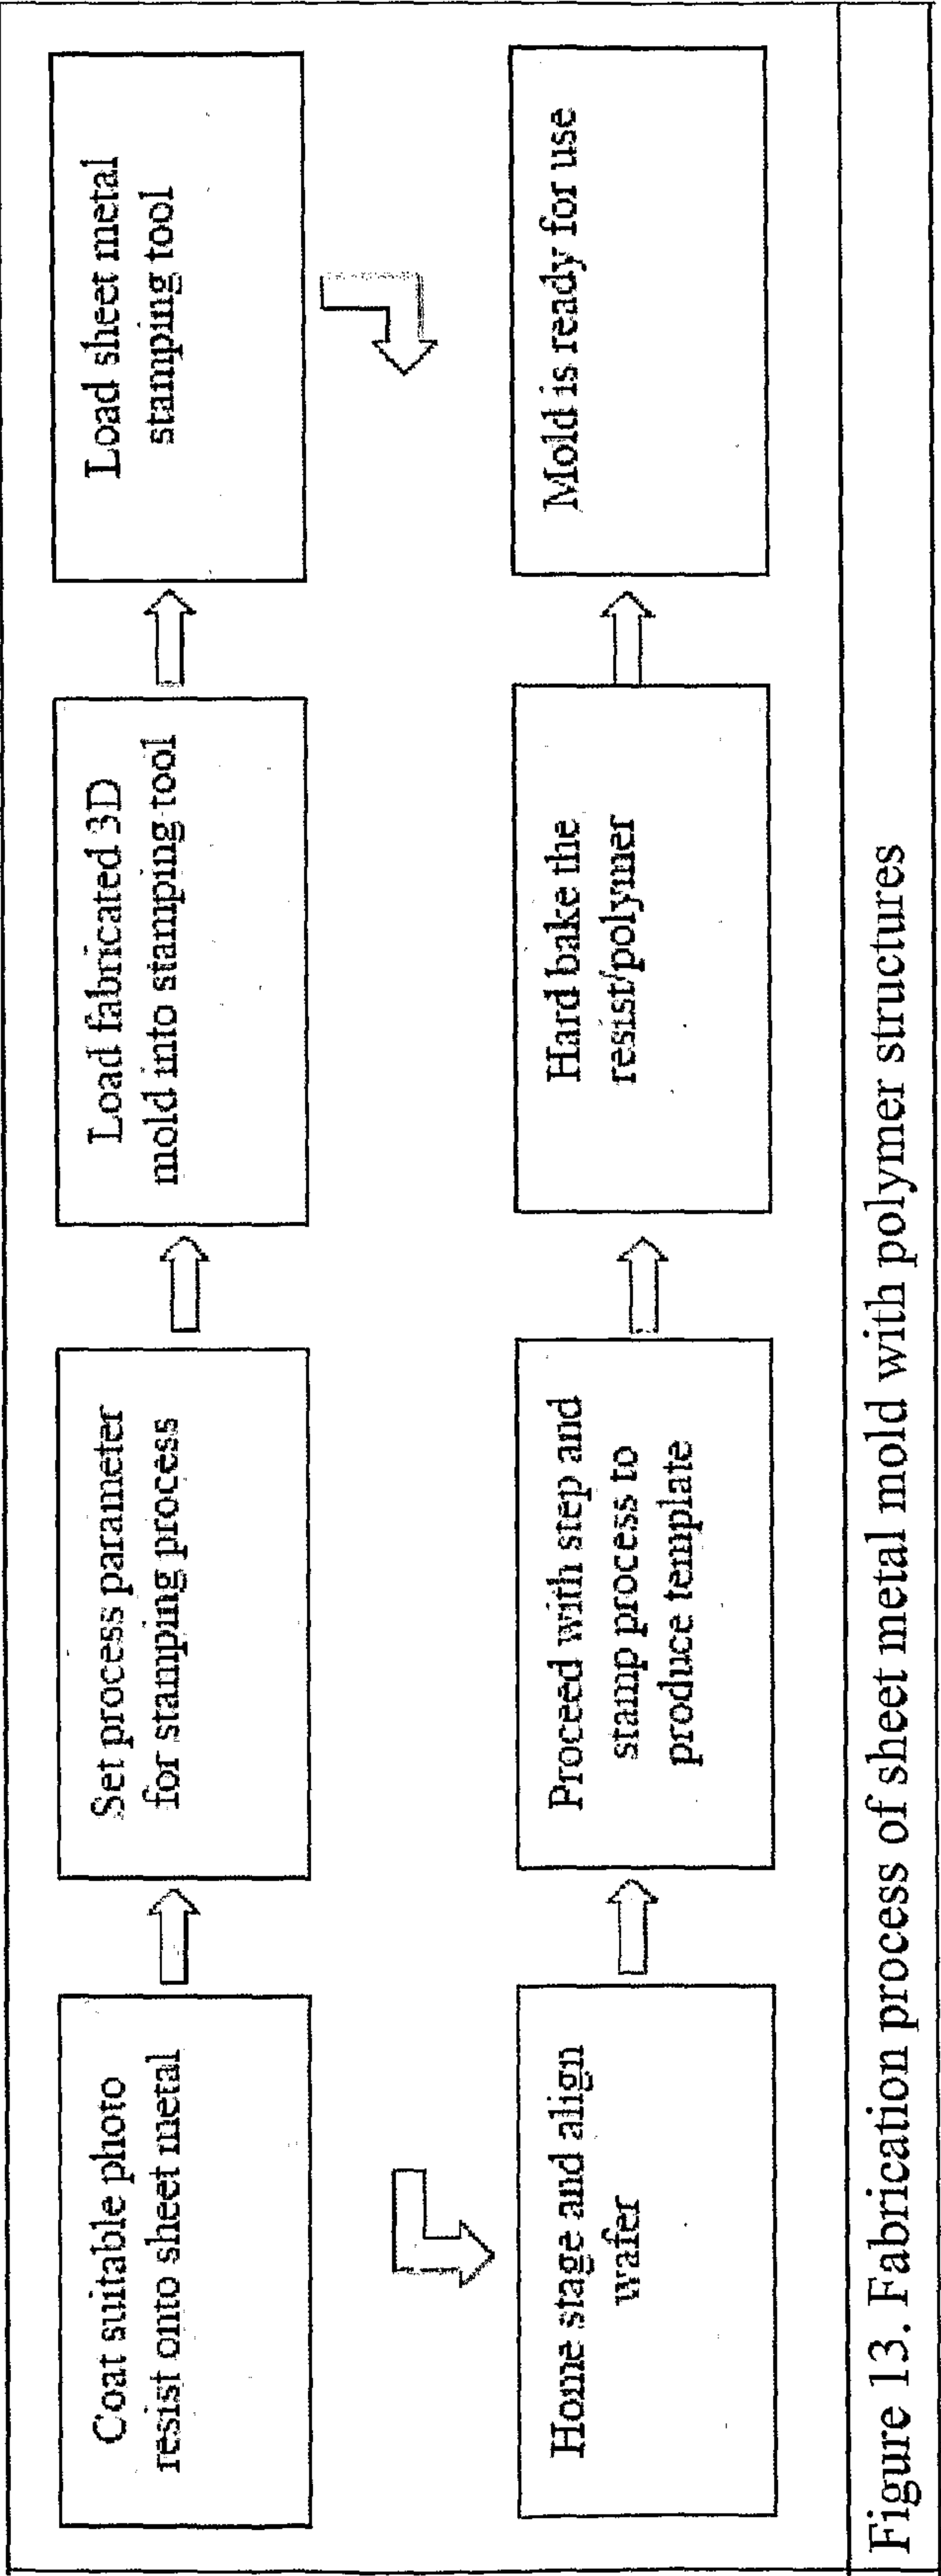 Coat suitable photo
resist onto sheet metal
Set process parameter
for stamping process
Load fabricated 3D
mold into stamping tool
Load sheet metal
stamping tool
Home stage and align
wafer
Proceed with step and
stamp process to
produce template
Hard bake the
resist/polymer
Mold is ready for use
Figure 13. Fabrication process of sheet metal mold with polymer structures